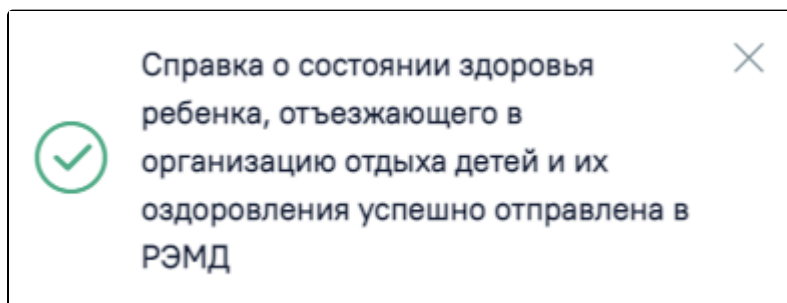 Справка о состоянии здоровья
ребенка, отъезжающего в
организацию отдыха детей и их
оздоровления успешно отправлена в
РЭМД